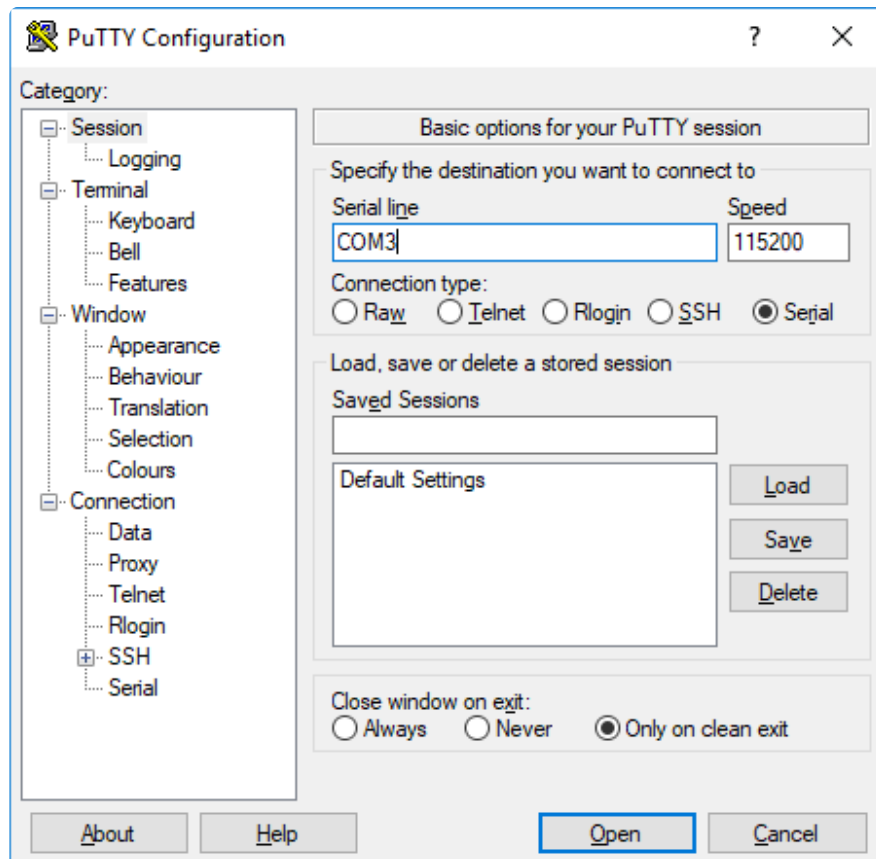 PuTTY Configuration
?
Category:
Session
Logging
Terminal
Keyboard
Bell
Features
Window
Appearance
Behaviour
Translation
Selection
Colours
Connection
Data
Proxy
Telnet
Rlogin
SSH
Serial
Basic options for your PuTTY session
Specify the destination you want to connect to
Serial line Speed
COM3 115200
Connection type:
Raw Telnet Rlogin SSH Serial
Load, save or delete a stored session
Saved Sessions
Default Settings
Load
Save
Delete
Close window on exit:
Always Never Only on clean exit
About Help Open Cancel